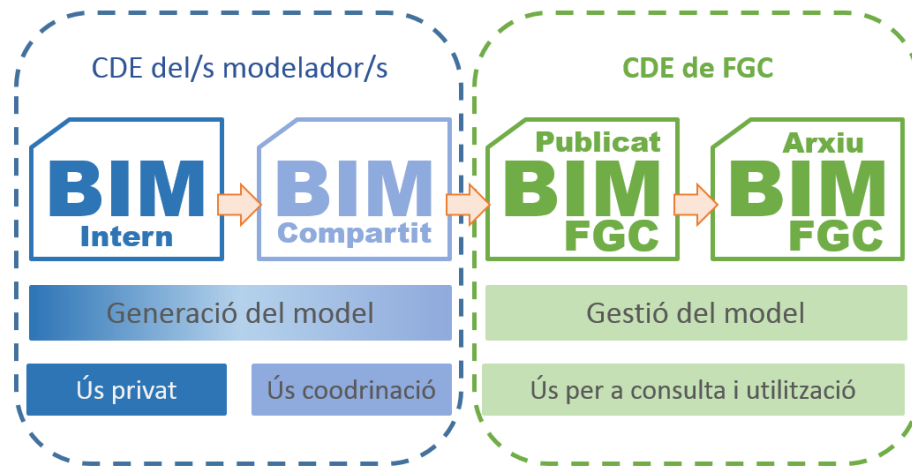 CDE del/s modelador/s
CDE de FGC
BIM
Intern
BIM
Compartit
Publicat
BIM
FGC
Arxiu
BIM
FGC
Generació del model
Gestió del model
Ús privat
Ús coodrinació
Ús per a consulta i utilització